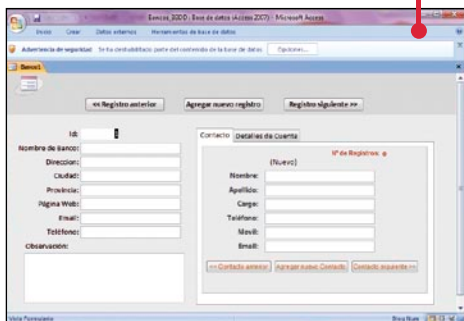 Bancos_BDD : Base de datos (Access 2007) - Microsoft Access
Inicio Crear Datos externos Herramientas de base de datos
Advertencia de seguridad Se ha deshabilitado parte del contenido de la base de datos Opciones...
Banco1
<< Registro anterior Agregar nuevo registro Registro siguiente >>
Id:
Nombre de Banco:
Direccion:
Ciudad:
Provincia:
Página Web:
Email:
Teléfono:
Observación:
Contacto Detalles de Cuenta
Nº de Registros
(Nuevo)
Nombre:
Apellido:
Cargo:
Teléfono:
Movil:
Email:
<< Contacto anterior Agregar nuevo Contacto Contacto siguiente >>
Vista Formulario Bloq Num